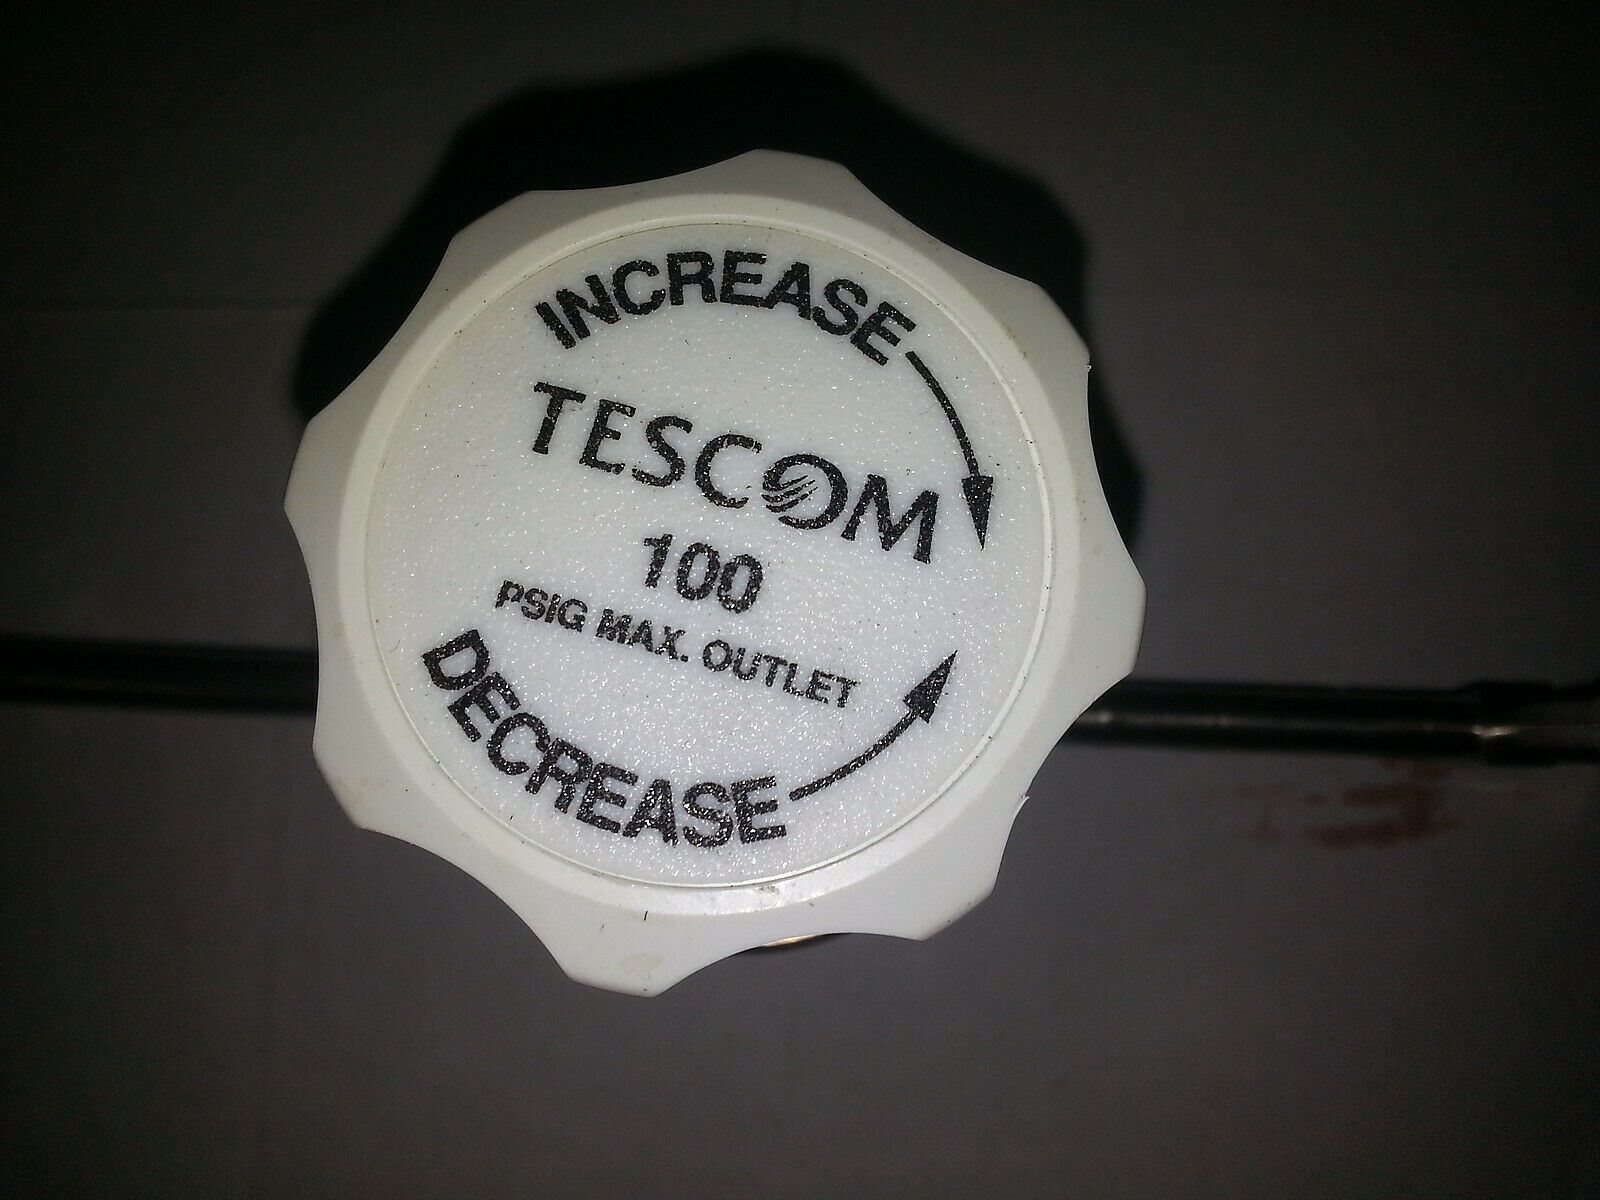 INCREASE
TESCOM
100
PSIG MAX. OUTLET
DECREASE